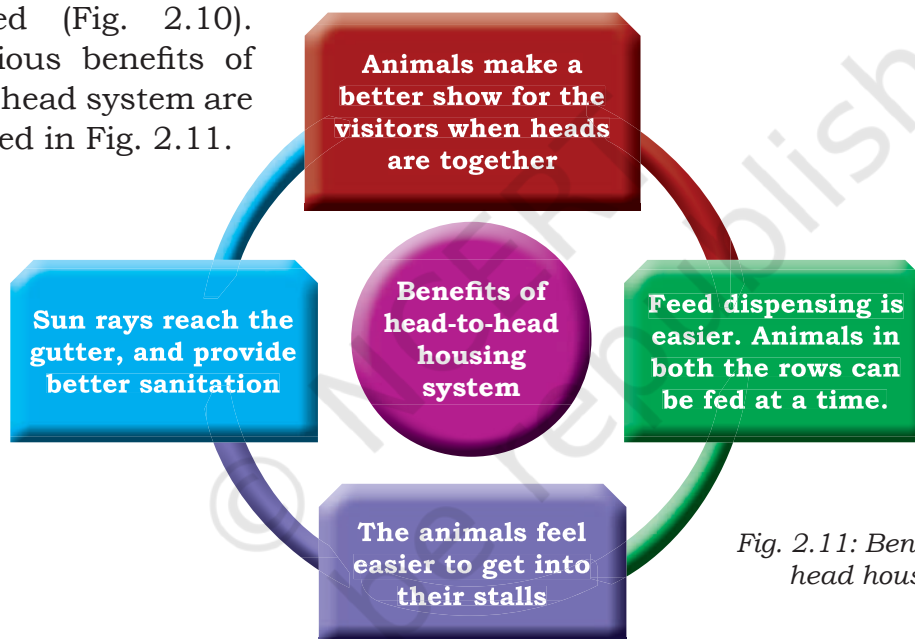 ed (Fig. 2.10).
ious benefits of
head system are
ed in Fig. 2.11.
Animals make a
better show for the
visitors when heads
are together
Sun rays reach the
gutter, and provide
better sanitation
Benefits of
head-to-head
housing
system
Feed dispensing is
easier. Animals in
both the rows can
be fed at a time.
The animals feel
easier to get into
their stalls
Fig. 2.11: Ben
head hous
© NCERT
be republish